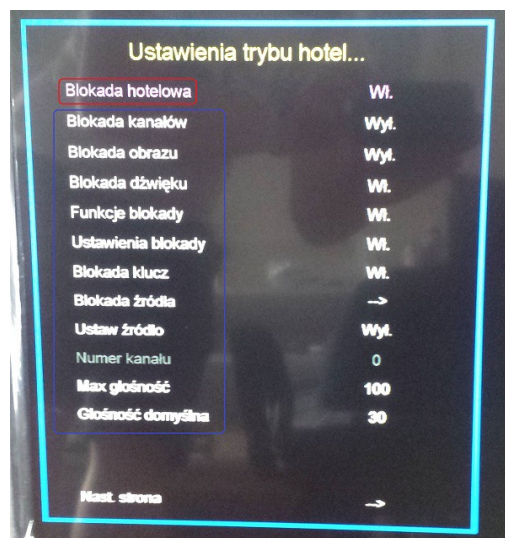 Ustawienia trybu hotel...
Blokada hotelowa Wł.
Blokada kanałów Wył.
Blokada obrazu Wył.
Blokada dźwięku Wł.
Funkcje blokady Wł.
Ustawienia blokady Wł.
Blokada klucz Wł.
Blokada źródła -->
Ustaw źródło Wył.
Numer kanału 0
Max głośność 100
Głośność domyślna 30
Nast. strona -->